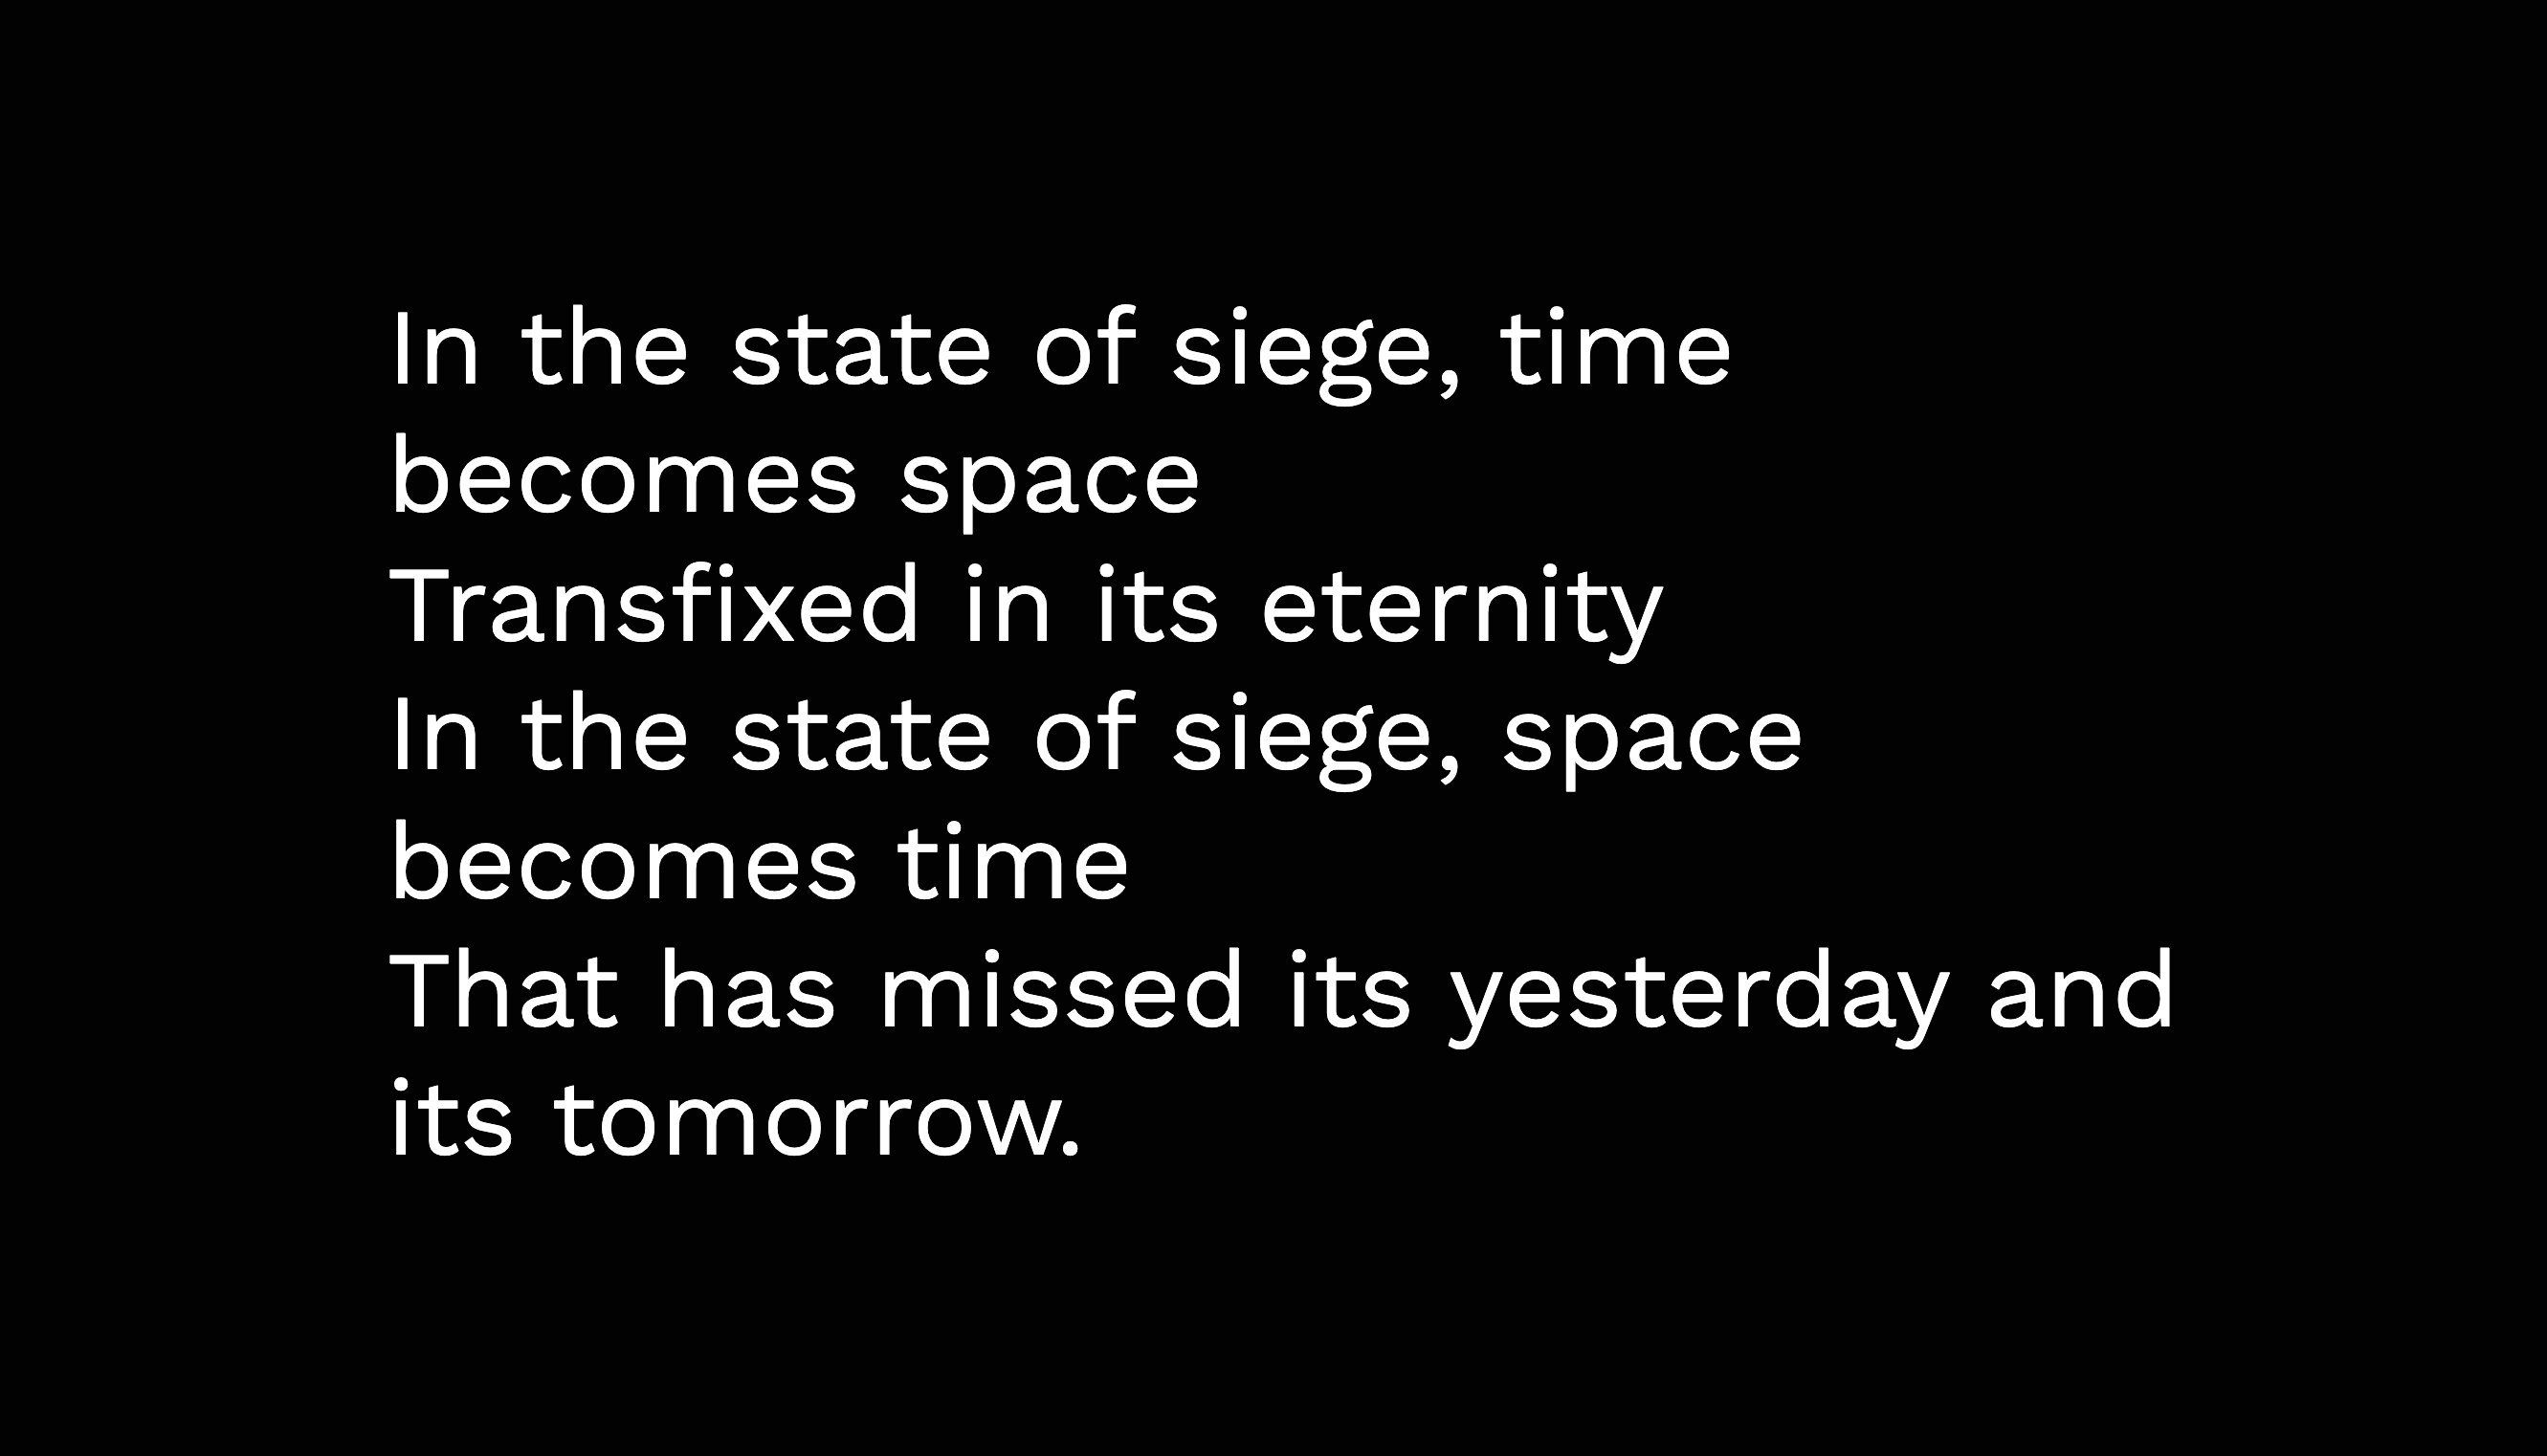 In the state of siege, time
becomes space
Transfixed in its eternity
In the state of siege, space
becomes time
That has missed its yesterday and
its tomorrow.